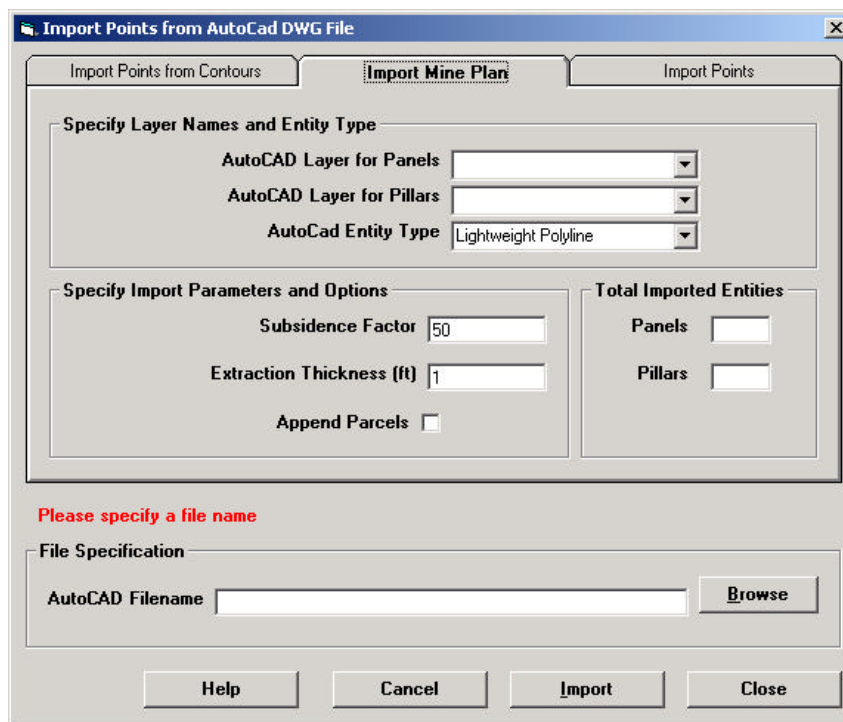 Import Points from AutoCad DWG File
Import Points from Contours
Import Mine Plan
Import Points
Specify Layer Names and Entity Type
AutoCAD Layer for Panels
AutoCAD Layer for Pillars
AutoCad Entity Type Lightweight Polyline
Specify Import Parameters and Options
Subsidence Factor 50
Extraction Thickness (ft) 1
Append Parcels
Total Imported Entities
Panels
Pillars
Please specify a file name
File Specification
AutoCAD Filename Browse
Help Cancel Import Close